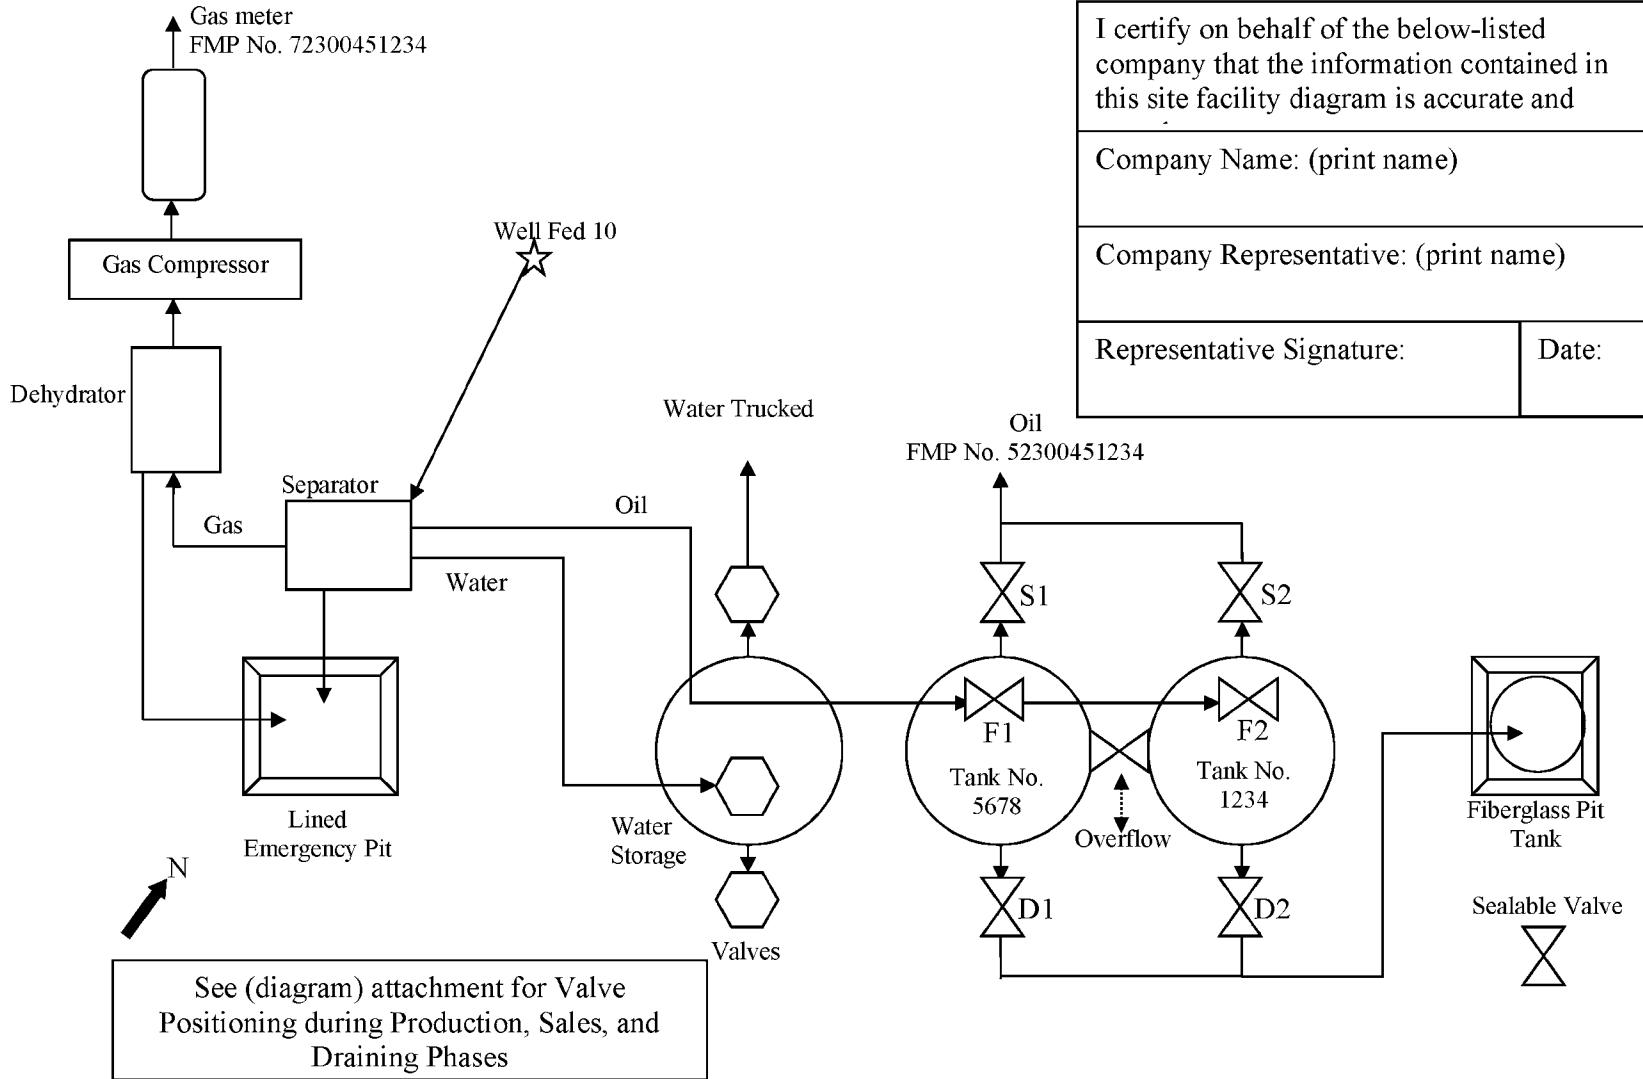 Gas meter
FMP No. 72300451234
I certify on behalf of the below-listed
company that the information contained in
this site facility diagram is accurate and
Company Name: (print name)
Company Representative: (print name)
Representative Signature:
Date:
Well Fed 10
Gas Compressor
Dehydrator
Water Trucked
Oil
FMP No. 52300451234
Separator
Gas
Oil
Water
S1
S2
F1
F2
Tank No.
5678
Tank No.
1234
Overflow
Water
Storage
Lined
Emergency Pit
Fiberglass Pit
Tank
N
D1
D2
Valves
Sealable Valve
See (diagram) attachment for Valve
Positioning during Production, Sales, and
Draining Phases